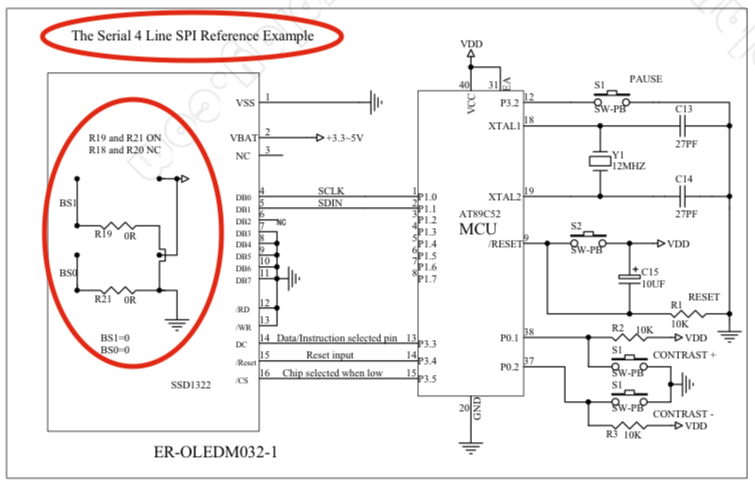 The Serial 4 Line SPI Reference Example
R19 and R21 ON
R18 and R20 NC
BS1
R19 0R
BS0
R21 0R
BS1=0
BS0=0
SSD1322
ER-OLEDM032-1
VSS 1
VBAT 2 +3.3~5V
NC 3
DB0 4 SCLK 1 P1.0
DB1 5 SDIN 2 P1.1
DB2 6 NC 3 P1.2
DB3 7 4 P1.3
DB4 8 5 P1.4
DB5 9 6 P1.5
DB6 10 7 P1.6
DB7 11 8 P1.7
/RD 12
/WR 13
DC 14 Data/Instruction selected pin 13 P3.3
/Reset 15 Reset input 14 P3.4
/CS 16 Chip selected when low 15 P3.5
VDD
40 31
VCC EA
AT89C52
MCU
20 GND
P3.2 12
S1 PAUSE
SW-PB
XTAL1 18
C13
27PF
Y1
12MHZ
XTAL2 19
C14
27PF
/RESET 9
S2
SW-PB
VDD
+
C15
10UF
R1 RESET
10K
P0.1 38
R2 10K VDD
S1 CONTRAST +
SW-PB
P0.2 37
S1
SW-PB CONTRAST -
R3 10K VDD